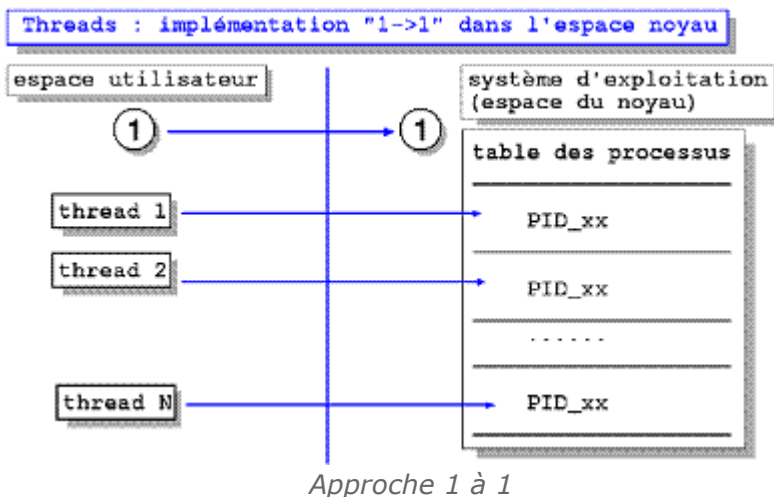 Threads : implémentation "1->1" dans l'espace noyau
espace utilisateur
système d'exploitation
(espace du noyau)
1
1
table des processus
thread 1
PID_xx
thread 2
PID_xx
......
thread N
PID_xx
Approche 1 à 1